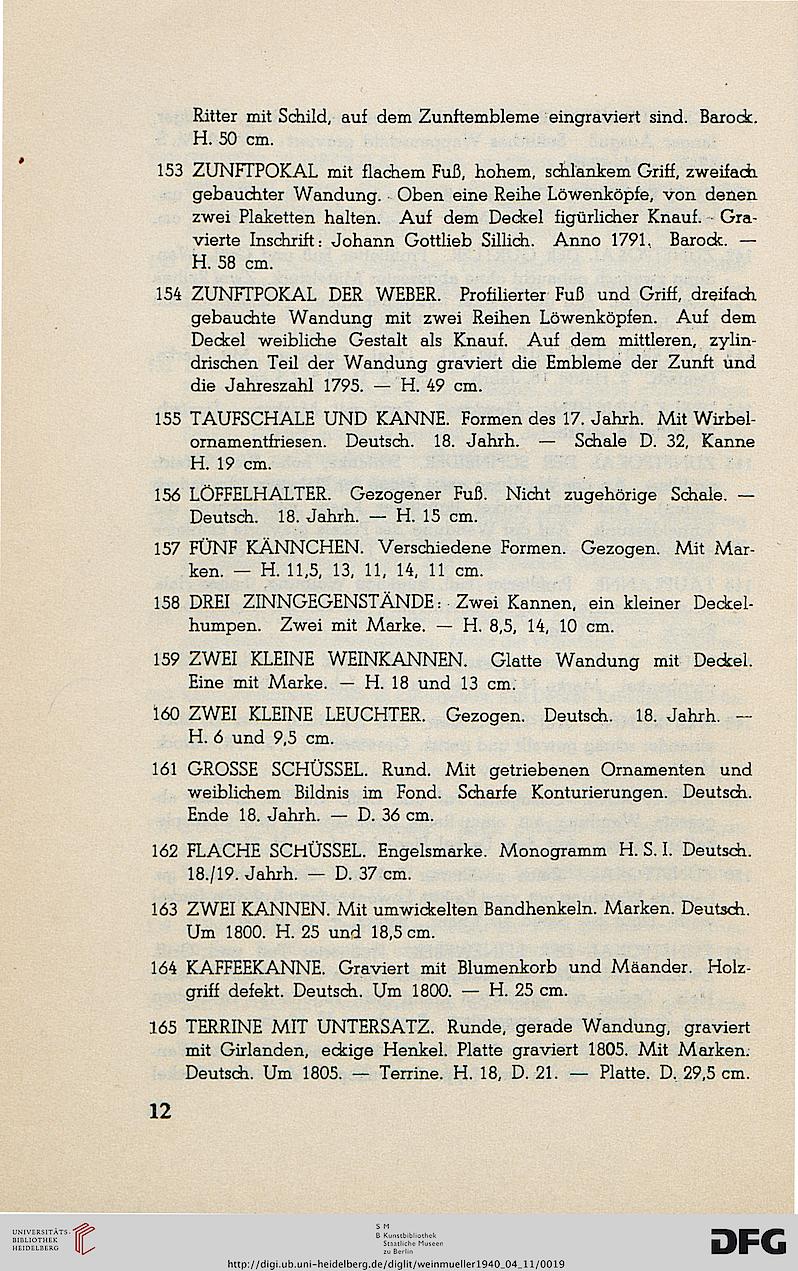 Ritter mit Schild, auf dem Zunftembleme eingraviert sind. Barock.
H. 50 cm.
153 ZUNFTPOKAL mit flachem Fuß, hohem, schlankem Griff, zweifach
gebauchter Wandung. Oben eine Reihe Löwenköpfe, von denen
zwei Plaketten halten. Auf dem Deckel figürlicher Knauf. - Gra-
vierte Inschrift: Johann Gottlieb Sillich. Anno 1791. Barock. —
H. 58 cm.
154 ZUNFTPOKAL DER WEBER. Profilierter Fuß und Griff, dreifach
gebauchte Wandung mit zwei Reihen Löwenköpfen. Auf dem
Deckel weibliche Gestalt als Knauf. Auf dem mittleren, zylin-
drischen Teil der Wandung graviert die Embleme der Zunft und
die Jahreszahl 1795. — H. 49 cm.
155 TAUFSCHALE UND KANNE. Formen des 17. Jahrh. Mit Wirbel-
ornamentfriesen. Deutsch. 18. Jahrh. — Schale D. 32, Kanne
H. 19 cm.
156 LÖFFELHALTER. Gezogener Fuß. Nicht zugehörige Schale. —
Deutsch. 18. Jahrh. — H. 15 cm.
157 FÜNF KÄNNCHEN. Verschiedene Formen. Gezogen. Mit Mar-
ken. — H. 11,5, 13, 11, 14, 11 cm.
158 DREI ZINNGEGENSTÄNDE: Zwei Kannen, ein kleiner Deckel-
humpen. Zwei mit Marke. — H. 8,5, 14, 10 cm.
159 ZWEI KLEINE WEINKANNEN. Glatte Wandung mit Deckel.
Eine mit Marke. — H. 18 und 13 cm.
160 ZWEI KLEINE LEUCHTER. Gezogen. Deutsch. 18. Jahrh. —
H. 6 und 9,5 cm.
161 GROSSE SCHÜSSEL. Rund. Mit getriebenen Ornamenten und
weiblichem Bildnis im Fond. Scharfe Konturierungen. Deutsch.
Ende 18. Jahrh. — D. 36 cm.
162 FLACHE SCHÜSSEL. Engelsmarke. Monogramm H. S. I. Deutsch.
18./19. Jahrh. — D. 37 cm.
163 ZWEI KANNEN. Mit umwickelten Bandhenkeln. Marken. Deutsch.
Um 1800. H. 25 und 18,5 cm.
164 KAFFEEKANNE. Graviert mit Blumenkorb und Mäander. Holz-
griff defekt. Deutsch. Um 1800. — H. 25 cm.
165 TERRINE MIT UNTERSATZ. Runde, gerade Wandung, graviert
mit Girlanden, eckige Henkel. Platte graviert 1805. Mit Marken.
Deutsch. Um 1805. — Terrine. H. 18, D. 21. — Platte. D. 29,5 cm.
12
UNIVERSITÄTS-
BIBLIOTHEK
HEIDELBERG
S M
B Kunstbibliothek
Staatliche Museen
zu Berlin
DFG
http://digi.ub.uni-heidelberg.de/diglit/weinmueller1940_04_11/0019